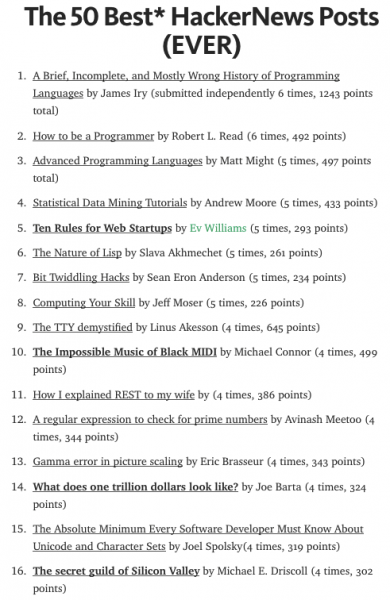 The 50 Best* HackerNews Posts
(EVER)
1. A Brief, Incomplete, and Mostly Wrong History of Programming
Languages by James Iry (submitted independently 6 times, 1243 points
total)
2. How to be a Programmer by Robert L. Read (6 times, 492 points)
3. Advanced Programming Languages by Matt Might (5 times, 497 points
total)
4. Statistical Data Mining Tutorials by Andrew Moore (5 times, 433 points)
5. Ten Rules for Web Startups by Ev Williams (5 times, 293 points)
6. The Nature of Lisp by Slava Akhmechet (5 times, 261 points)
7. Bit Twiddling Hacks by Sean Eron Anderson (5 times, 234 points)
8. Computing Your Skill by Jeff Moser (5 times, 226 points)
9. The TTY demystified by Linus Akesson (4 times, 645 points)
10. The Impossible Music of Black MIDI by Michael Connor (4 times, 499
points)
11. How I explained REST to my wife by (4 times, 386 points)
12. A regular expression to check for prime numbers by Avinash Meetoo (4
times, 344 points)
13. Gamma error in picture scaling by Eric Brasseur (4 times, 343 points)
14. What does one trillion dollars look like? by Joe Barta (4 times, 324
points)
15. The Absolute Minimum Every Software Developer Must Know About
Unicode and Character Sets by Joel Spolsky(4 times, 319 points)
16. The secret guild of Silicon Valley by Michael E. Driscoll (4 times, 302
points)